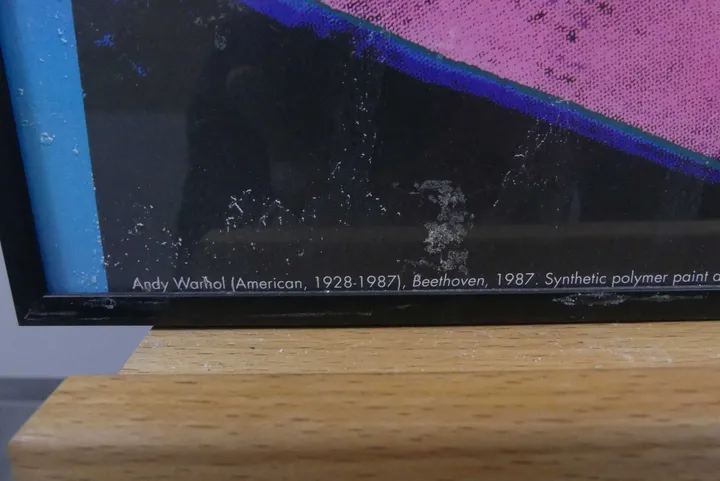 Andy Warhol (American, 1928-1987), Beethoven, 1987. Synthetic polymer paint